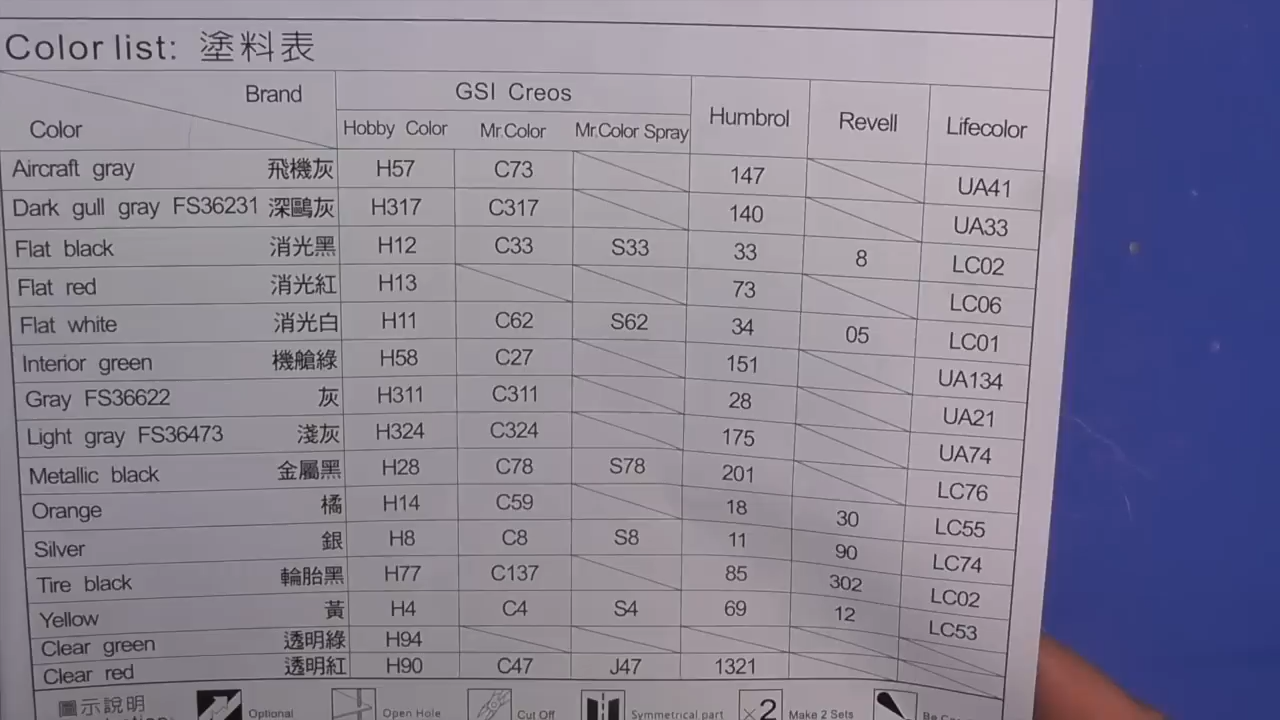 Color list: 塗料表
Brand GSI Creos Humbrol Revell Lifecolor
Color Hobby Color Mr.Color Mr.Color Spray
Aircraft gray 飛機灰 H57 C73 147 UA41
Dark gull gray FS36231 深鷗灰 H317 C317 140 UA33
Flat black 消光黑 H12 C33 S33 33 8 LC02
Flat red 消光紅 H13 73 LC06
Flat white 消光白 H11 C62 S62 34 05 LC01
Interior green 機艙綠 H58 C27 151 UA134
Gray FS36622 灰 H311 C311 28 UA21
Light gray FS36473 淺灰 H324 C324 175 UA74
Metallic black 金屬黑 H28 C78 S78 201 LC76
Orange 橘 H14 C59 18 30 LC55
Silver 銀 H8 C8 S8 11 90 LC74
Tire black 輪胎黑 H77 C137 85 302 LC02
Yellow 黃 H4 C4 S4 69 12 LC53
Clear green 透明綠 H94
Clear red 透明紅 H90 C47 J47 1321
圖示說明
Optional Open Hole Cut Off Symmetrical part ×2 Make 2 Sets